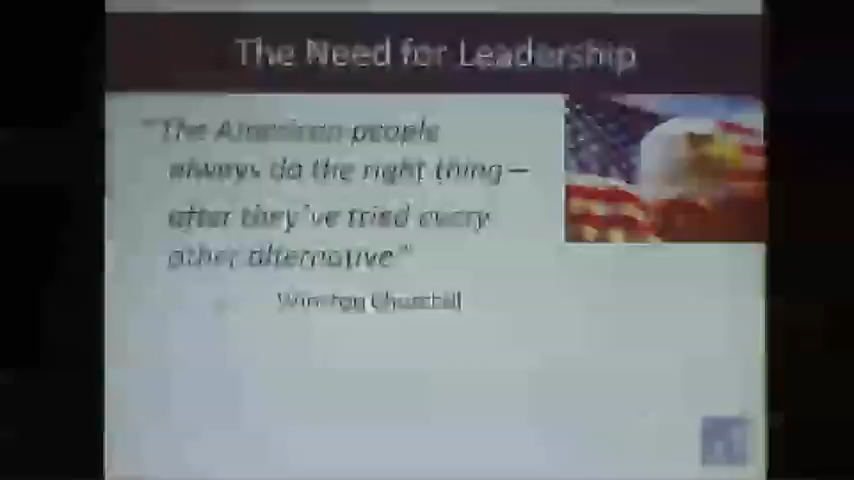 The Need for Leadership
"The American people
always do the right thing –
after they've tried every
other alternative"
Winston Churchill